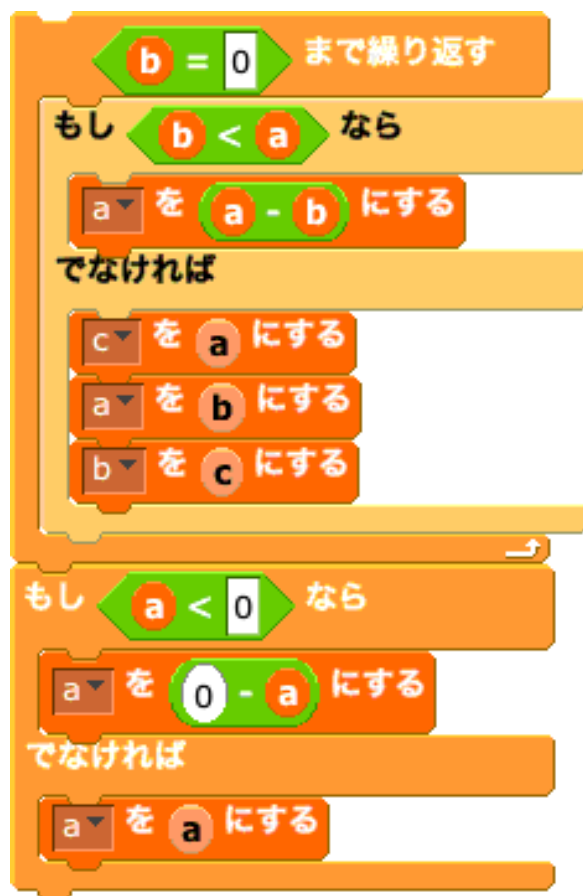 b = 0 まで繰り返す
もし b < a なら
a を a - b にする
でなければ
c を a にする
a を b にする
b を c にする
もし a < 0 なら
a を 0 - a にする
でなければ
a を a にする